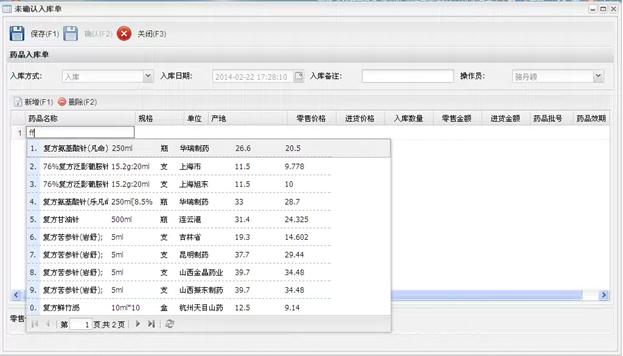 未确认入库单
保存(F1) 确认(F2) 关闭(F3)
药品入库单
入库方式: 入库 入库日期: 2014-02-22 17:28:10 入库备注: 操作员: 骆丹颖
新增(F1) 删除(F2)
药品名称 规格 单位 产地 零售价格 进货价格 入库数量 零售金额 进货金额 药品批号 药品效期
1 ff
1. 复方氨基酸针(凡命) 250ml 瓶 华瑞制药 26.6 20.5
2. 76%复方泛影葡胺针 15.2g:20ml 支 上海市 11.5 9.778
3. 76%复方泛影葡胺针 15.2g:20ml 支 上海旭东 11.5 10
4. 复方氨基酸针(乐凡命 250ml[8.5% 瓶 华瑞制药 33 28.7
5. 复方甘油针 500ml 瓶 连云港 31.4 24.325
6. 复方苦参针(岩舒); 5ml 支 吉林省 19.3 14.602
7. 复方苦参针(岩舒); 5ml 支 昆明制药 37.7 29.44
8. 复方苦参针(岩舒); 5ml 支 山西金晶药业 39.7 34.48
9. 复方苦参针(岩舒); 5ml 支 山西振东制药 39.7 34.48
0. 复方鲜竹沥 10ml*10 盒 杭州天目山药 12.5 9.14
零售
第 1 页,共 2 页